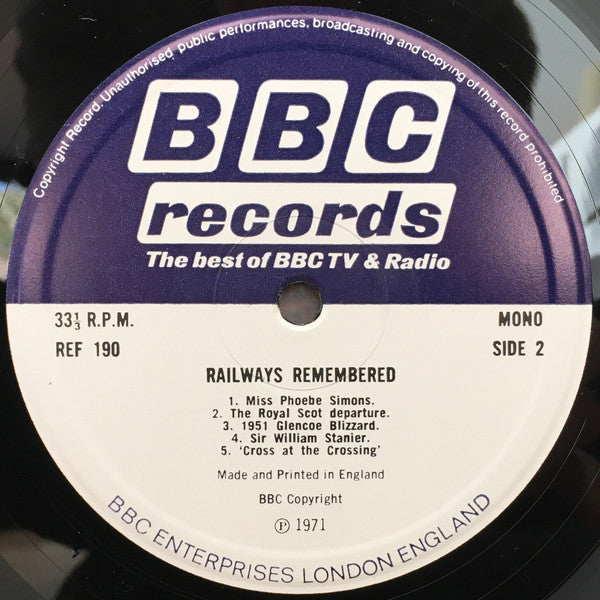 Copyright Record. Unauthorised public performances, broadcasting and copying of this record prohibited
BBC
records
The best of BBC TV & Radio
33⅓ R.P.M.
MONO
REF 190
SIDE 2
RAILWAYS REMEMBERED
1. Miss Phoebe Simons.
2. The Royal Scot departure.
3. 1951 Glencoe Blizzard.
4. Sir William Stanier.
5. 'Cross at the Crossing'
Made and Printed in England
BBC Copyright
℗ 1971
BBC ENTERPRISES LONDON ENGLAND